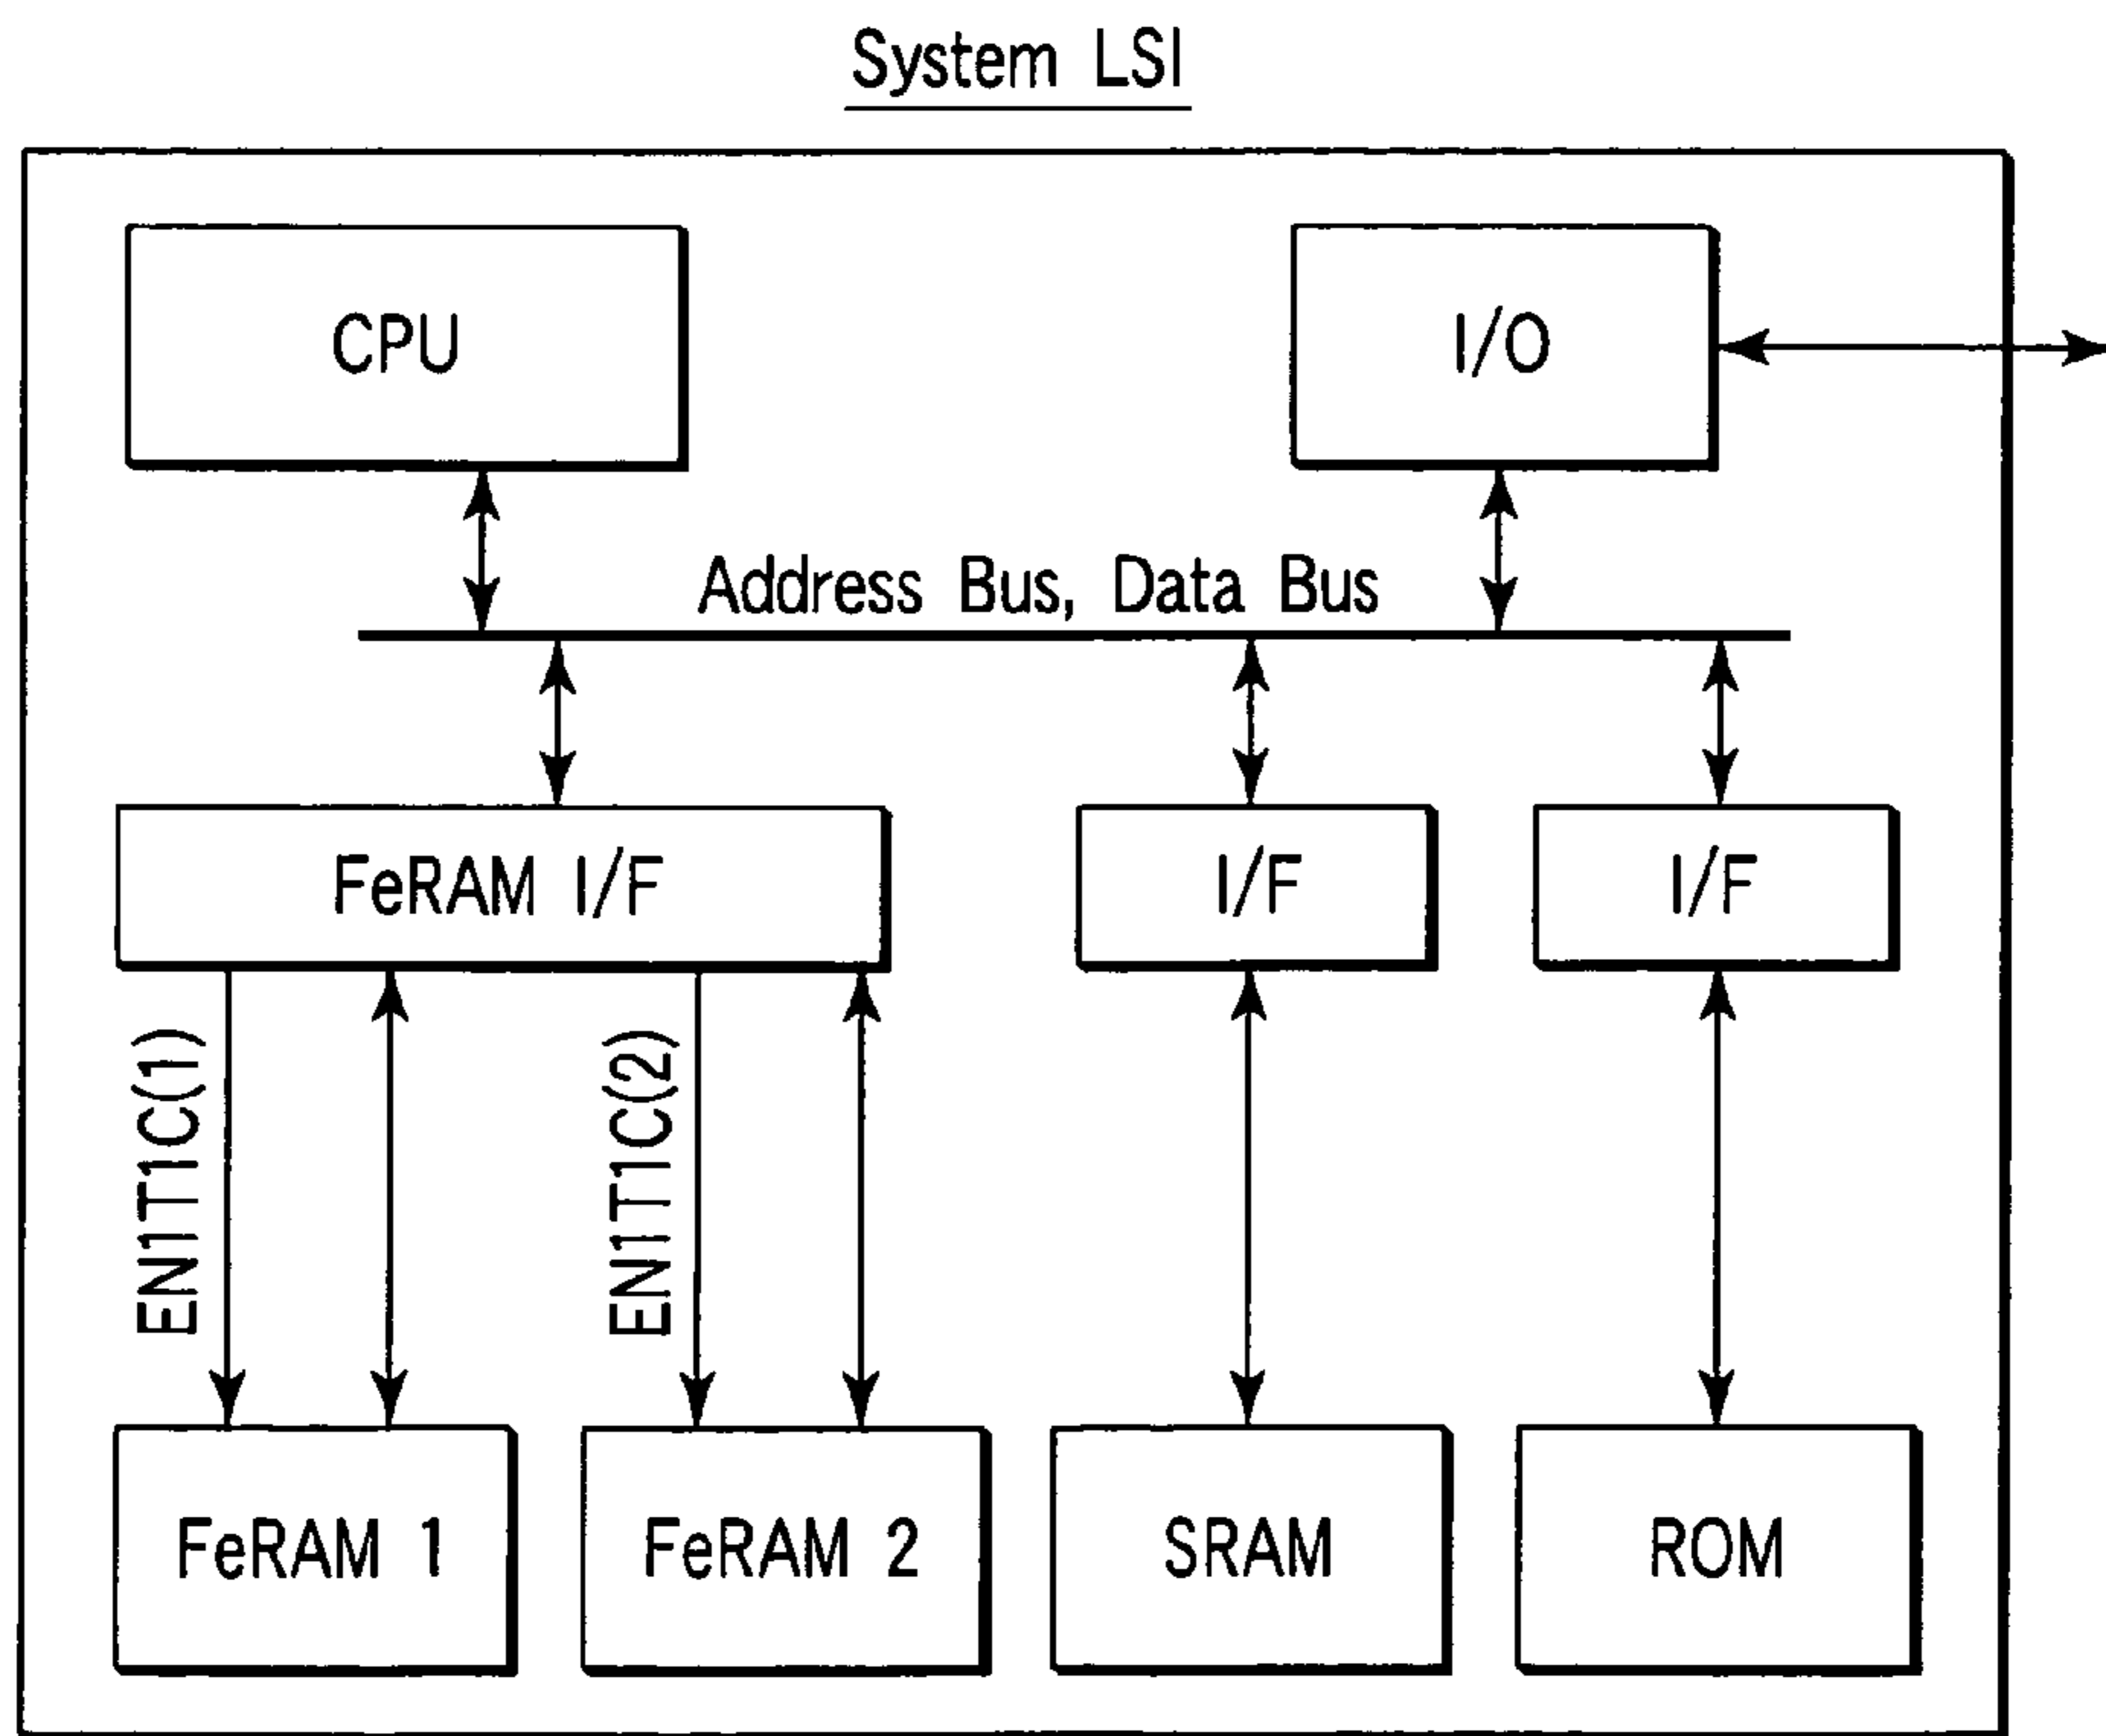 System LSI
CPU
I/O
Address Bus, Data Bus
FeRAM I/F
I/F
I/F
EN1T1C(1)
EN1T1C(2)
FeRAM 1
FeRAM 2
SRAM
ROM